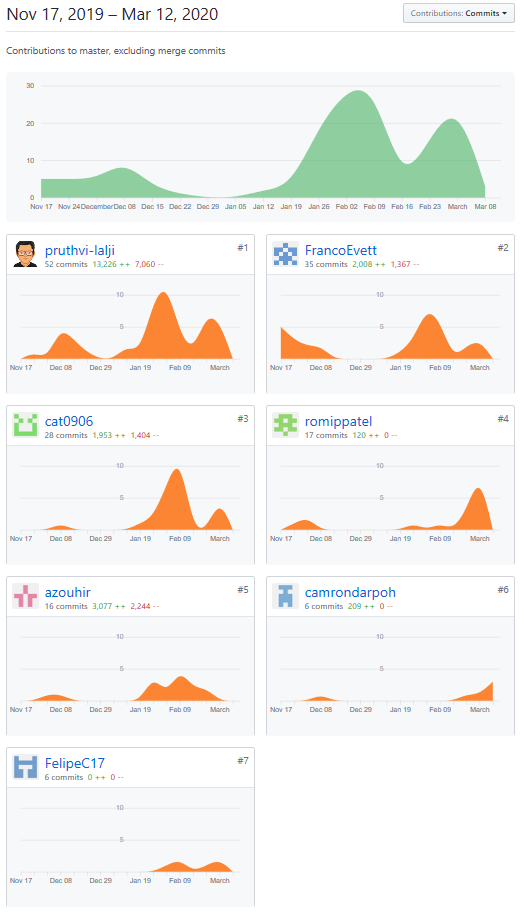 Nov 17, 2019 – Mar 12, 2020
Contributions: Commits
Contributions to master, excluding merge commits
30
20
10
0
Nov 17 Nov 24 December Dec 08 Dec 15 Dec 22 Dec 29 Jan 05 Jan 12 Jan 19 Jan 26 Feb 02 Feb 09 Feb 16 Feb 23 March Mar 08
pruthvi-lalji #1
52 commits 13,226 ++ 7,060 --
10
5
Nov 17 Dec 08 Dec 29 Jan 19 Feb 09 March
FrancoEvett #2
35 commits 2,008 ++ 1,367 --
10
5
Nov 17 Dec 08 Dec 29 Jan 19 Feb 09 March
cat0906 #3
28 commits 1,953 ++ 1,404 --
10
5
Nov 17 Dec 08 Dec 29 Jan 19 Feb 09 March
romippatel #4
17 commits 120 ++ 0 --
10
5
Nov 17 Dec 08 Dec 29 Jan 19 Feb 09 March
azouhir #5
16 commits 3,077 ++ 2,244 --
10
5
Nov 17 Dec 08 Dec 29 Jan 19 Feb 09 March
camrondarpoh #6
6 commits 209 ++ 0 --
10
5
Nov 17 Dec 08 Dec 29 Jan 19 Feb 09 March
FelipeC17 #7
6 commits 0 ++ 0 --
10
5
Nov 17 Dec 08 Dec 29 Jan 19 Feb 09 March